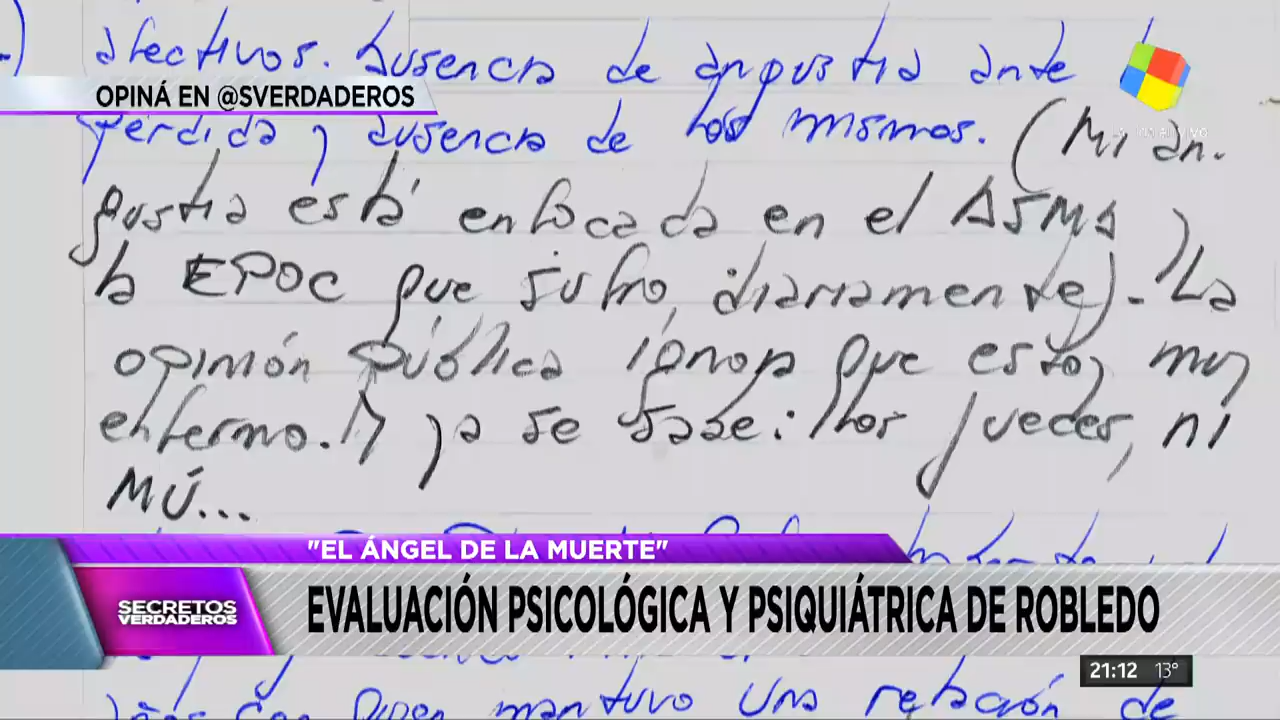 afectivos. Ausencia de angustia ante
OPINÁ EN @SVERDADEROS
pérdida y ausencia de los mismos. (Mi an.
gustia está enfocada en el ASMA y
la EPOC que sufro, diariamente). La
opinión pública ignora que estoy muy
enfermo. Y ya se sabe: los jueces, ni
MÚ...
"EL ÁNGEL DE LA MUERTE"
SECRETOS
VERDADEROS
EVALUACIÓN PSICOLÓGICA Y PSIQUIÁTRICA DE ROBLEDO
21:12 13°
mantuvo una relación de